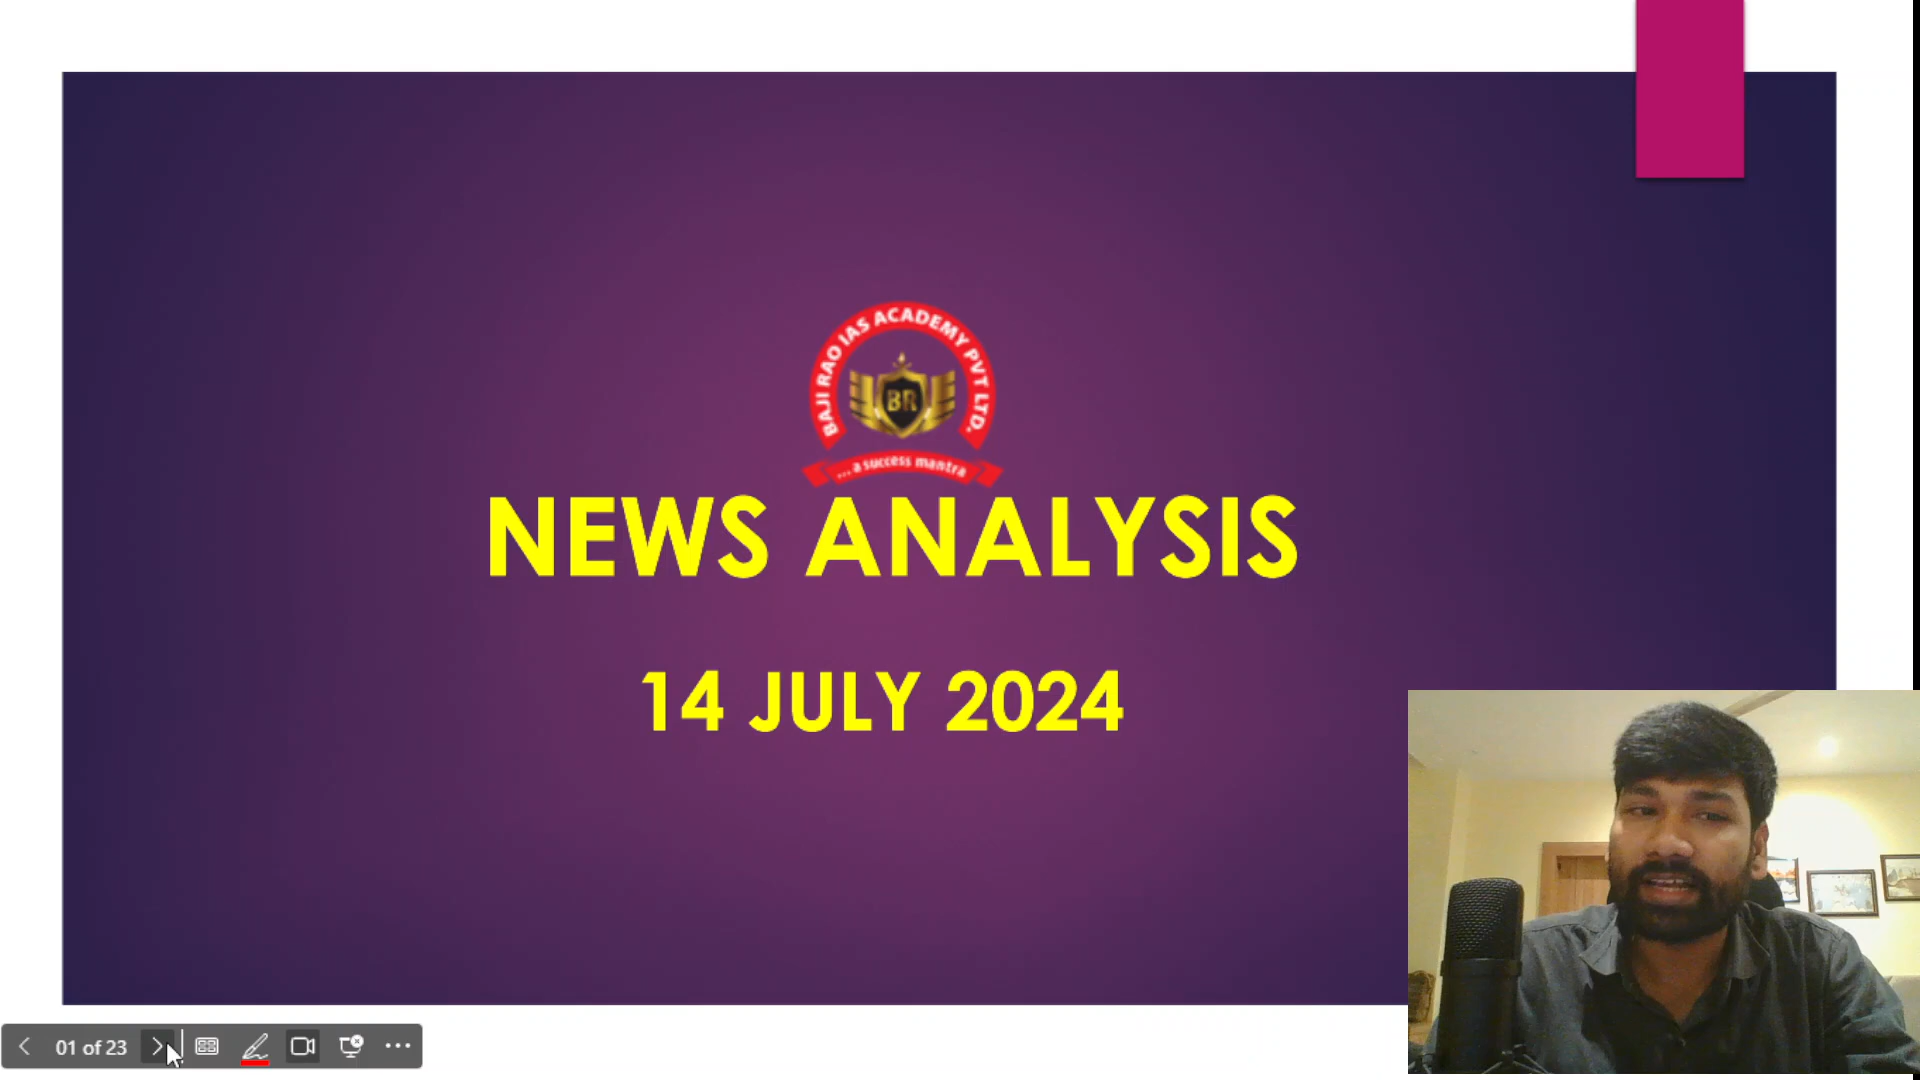 BAJI RAO IAS ACADEMY PVT LTD.
BR
...a success mantra
NEWS ANALYSIS
14 JULY 2024
01 of 23